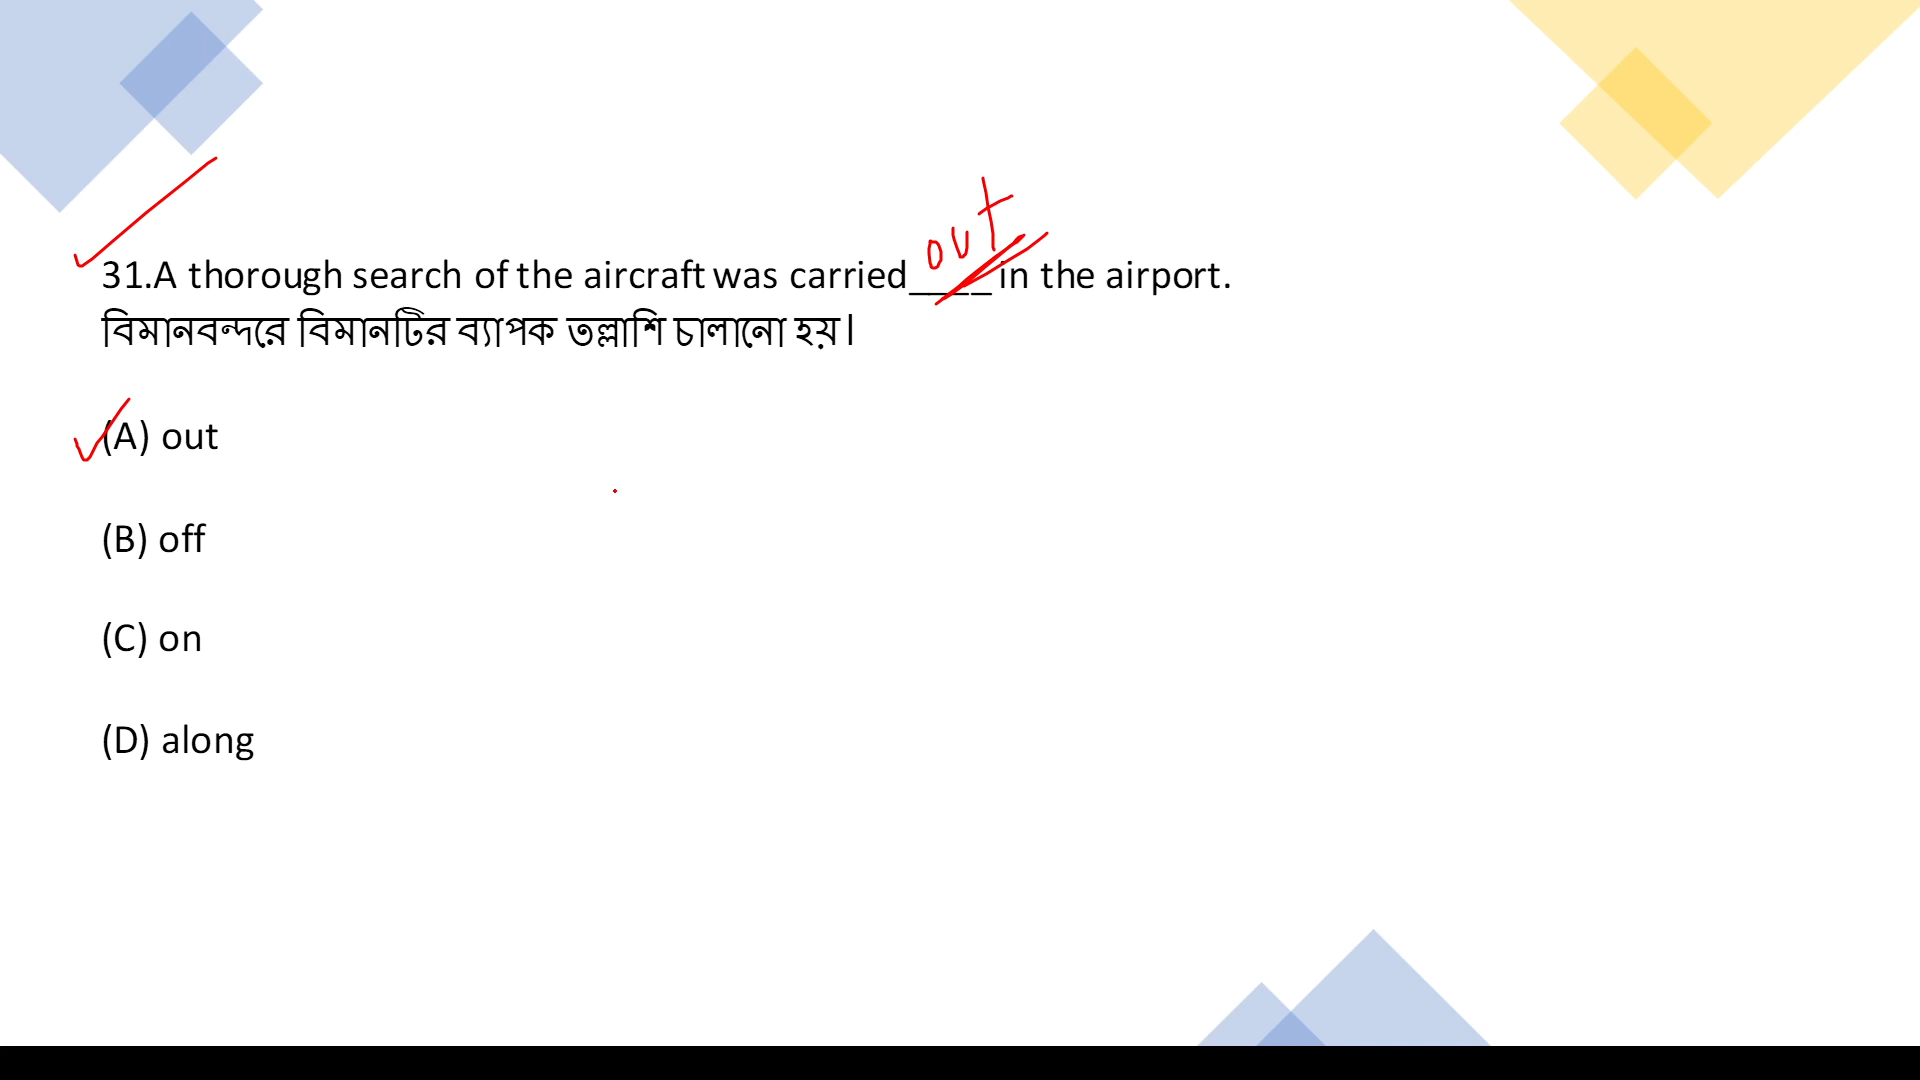 out
31.A thorough search of the aircraft was carried____in the airport.
বিমানবন্দরে বিমানটির ব্যাপক তল্লাশি চালানো হয়।
(A) out
(B) off
(C) on
(D) along